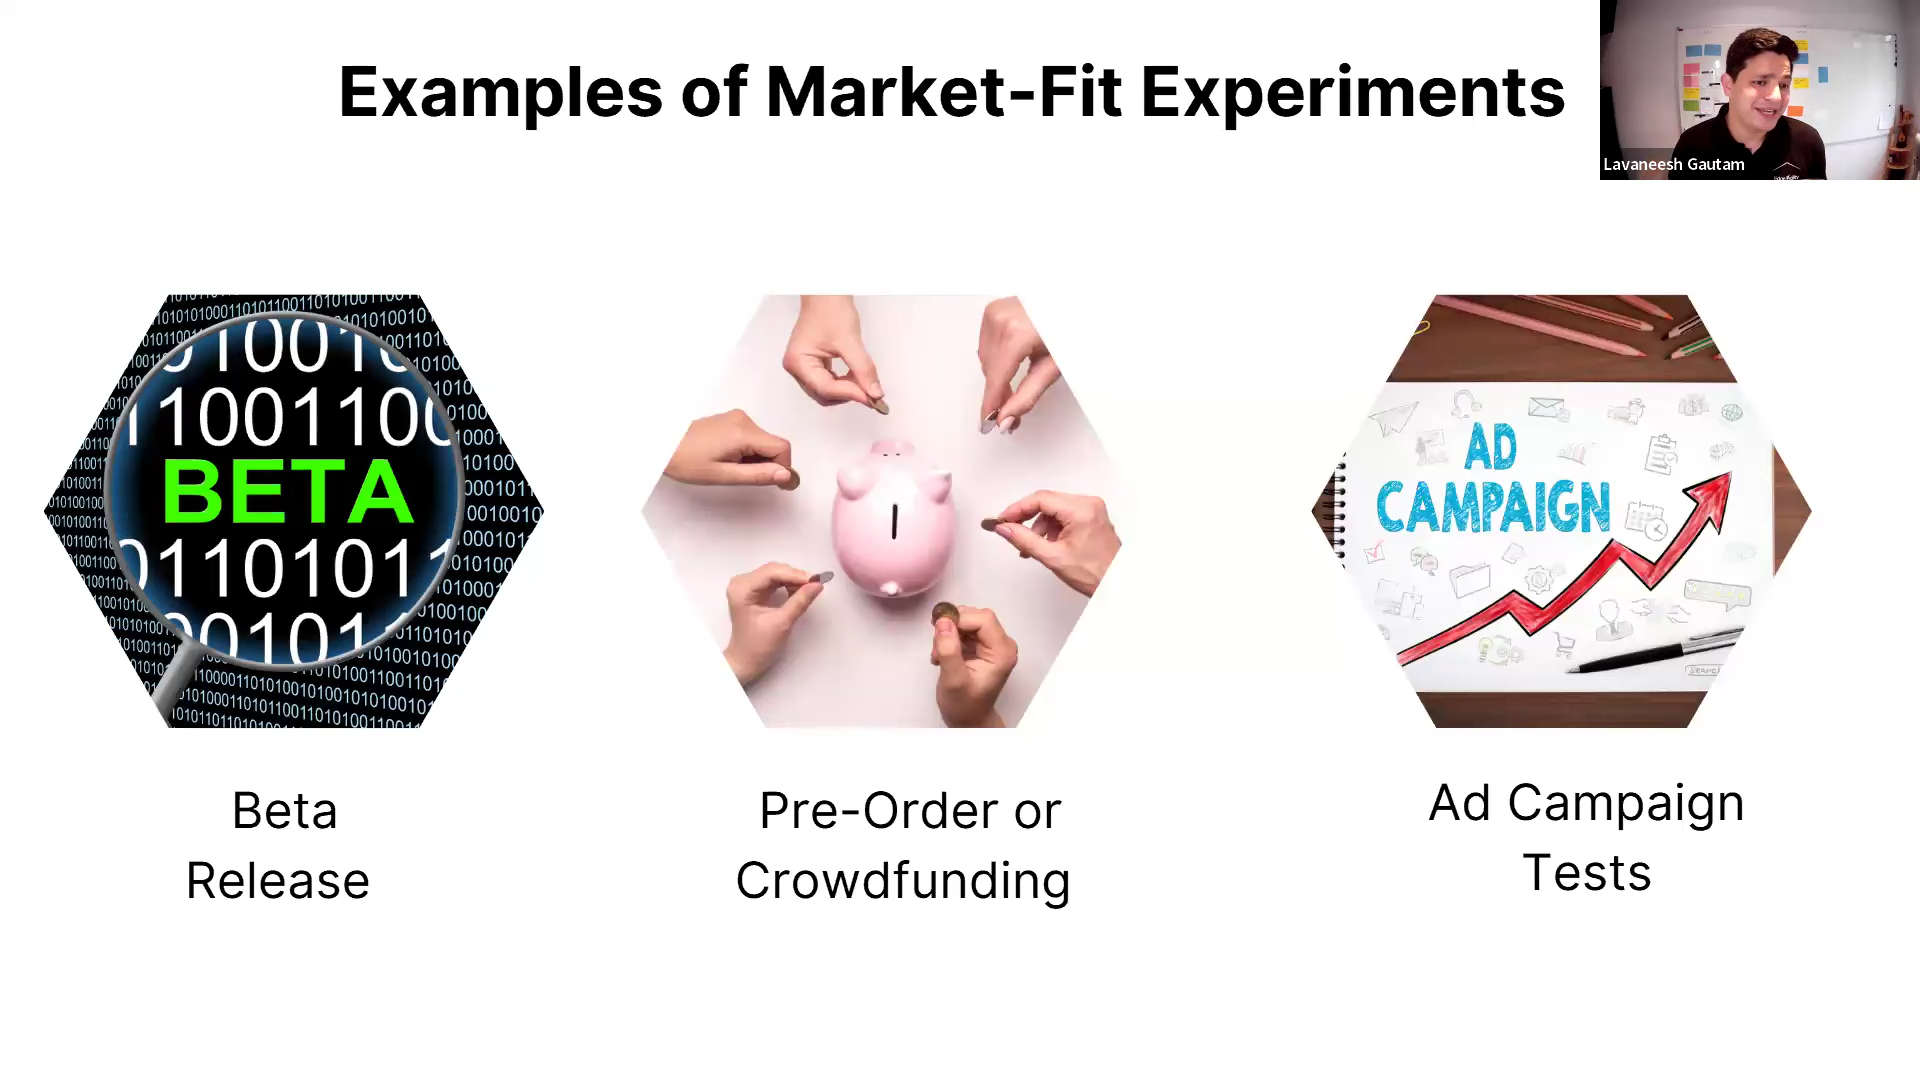 Examples of Market-Fit Experiments
Lavaneesh Gautam
BETA
AD
CAMPAIGN
Beta
Release
Pre-Order or
Crowdfunding
Ad Campaign
Tests